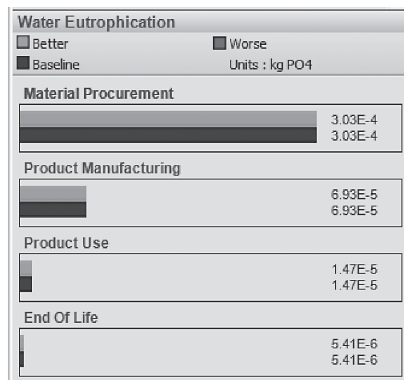 Water Eutrophication
Better Worse
Baseline Units : kg PO4
Material Procurement
3.03E-4
3.03E-4
Product Manufacturing
6.93E-5
6.93E-5
Product Use
1.47E-5
1.47E-5
End Of Life
5.41E-6
5.41E-6